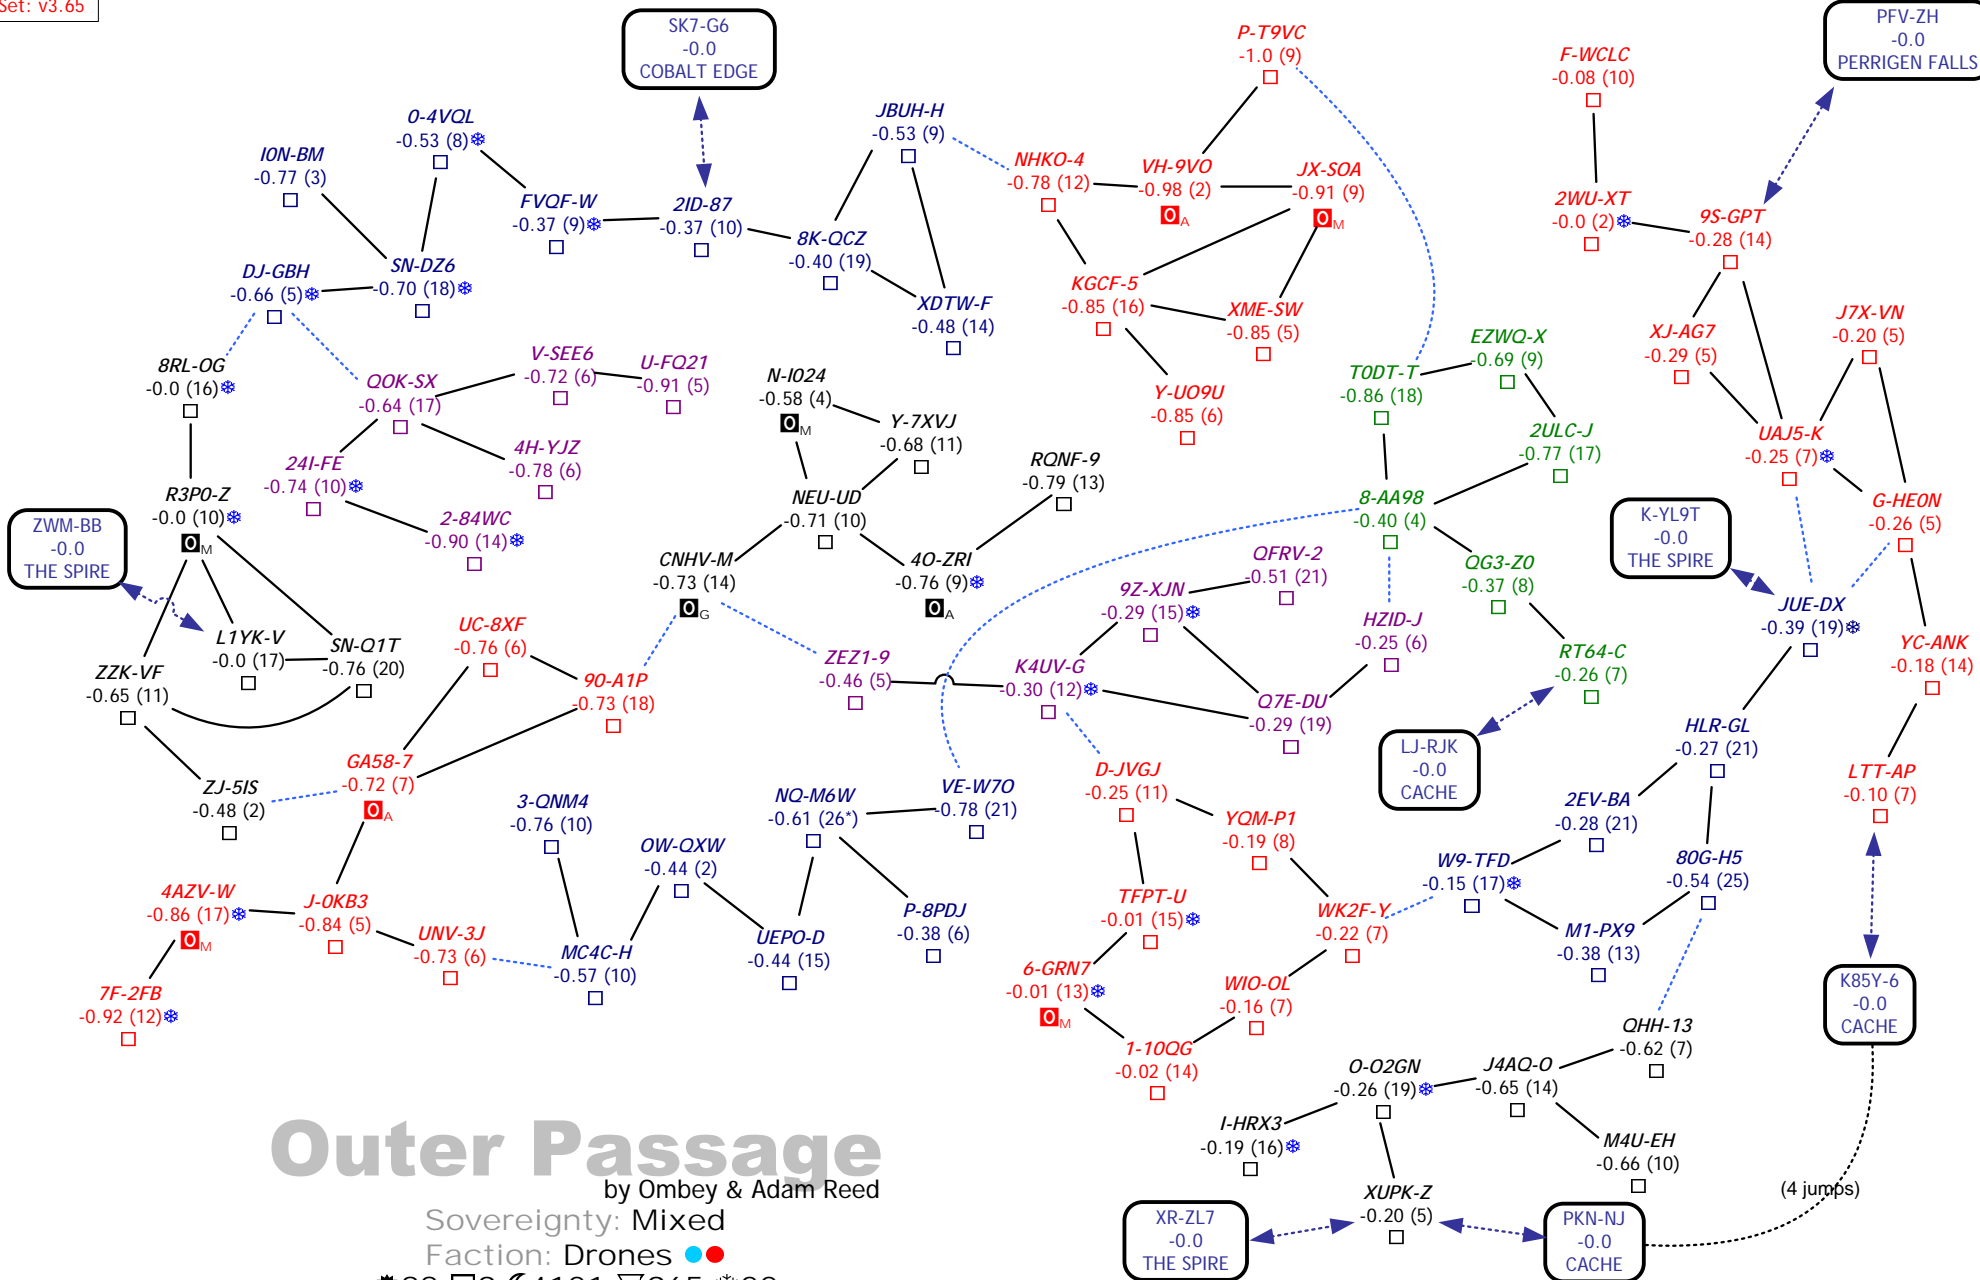 Set: v3.65
SK7-G6
-0.0
COBALT EDGE
PFV-ZH
-0.0
PERRIGEN FALLS
P-T9VC
-1.0 (9)
F-WCLC
-0.08 (10)
0-4VQL
-0.53 (8)
JBUH-H
-0.53 (9)
I0N-BM
-0.77 (3)
NHKO-4
-0.78 (12)
VH-9VO
-0.98 (2)
O A
JX-SOA
-0.91 (9)
O M
FVQF-W
-0.37 (9)
2ID-87
-0.37 (10)
2WU-XT
-0.0 (2)
9S-GPT
-0.28 (14)
8K-QCZ
-0.40 (19)
DJ-GBH
-0.66 (5)
SN-DZ6
-0.70 (18)
KGCF-5
-0.85 (16)
XDTW-F
-0.48 (14)
XME-SW
-0.85 (5)
J7X-VN
-0.20 (5)
XJ-AG7
-0.29 (5)
EZWQ-X
-0.69 (9)
8RL-OG
-0.0 (16)
V-SEE6
-0.72 (6)
U-FQ21
-0.91 (5)
QOK-SX
-0.64 (17)
N-I024
-0.58 (4)
O M
T0DT-T
-0.86 (18)
Y-UO9U
-0.85 (6)
Y-7XVJ
-0.68 (11)
2ULC-J
-0.77 (17)
UAJ5-K
-0.25 (7)
24I-FE
-0.74 (10)
4H-YJZ
-0.78 (6)
RQNF-9
-0.79 (13)
R3P0-Z
-0.0 (10)
O M
NEU-UD
-0.71 (10)
8-AA98
-0.40 (4)
G-HE0N
-0.26 (5)
ZWM-BB
-0.0
THE SPIRE
2-84WC
-0.90 (14)
K-YL9T
-0.0
THE SPIRE
CNHV-M
-0.73 (14)
O G
4O-ZRI
-0.76 (9)
O A
QFRV-2
-0.51 (21)
9Z-XJN
-0.29 (15)
QG3-Z0
-0.37 (8)
JUE-DX
-0.39 (19)
HZID-J
-0.25 (6)
UC-8XF
-0.76 (6)
L1YK-V
-0.0 (17)
SN-Q1T
-0.76 (20)
YC-ANK
-0.18 (14)
RT64-C
-0.26 (7)
ZZK-VF
-0.65 (11)
ZEZ1-9
-0.46 (5)
K4UV-G
-0.30 (12)
90-A1P
-0.73 (18)
Q7E-DU
-0.29 (19)
HLR-GL
-0.27 (21)
LJ-RJK
-0.0
CACHE
GA58-7
-0.72 (7)
O A
D-JVGJ
-0.25 (11)
LTT-AP
-0.10 (7)
ZJ-5IS
-0.48 (2)
3-QNM4
-0.76 (10)
NQ-M6W
-0.61 (26*)
VE-W7O
-0.78 (21)
2EV-BA
-0.28 (21)
YQM-P1
-0.19 (8)
OW-QXW
-0.44 (2)
W9-TFD
-0.15 (17)
80G-H5
-0.54 (25)
4AZV-W
-0.86 (17)
O M
J-0KB3
-0.84 (5)
TFPT-U
-0.01 (15)
P-8PDJ
-0.38 (6)
WK2F-Y
-0.22 (7)
UNV-3J
-0.73 (6)
UEPO-D
-0.44 (15)
M1-PX9
-0.38 (13)
MC4C-H
-0.57 (10)
6-GRN7
-0.01 (13)
O M
WIO-OL
-0.16 (7)
K85Y-6
-0.0
CACHE
7F-2FB
-0.92 (12)
QHH-13
-0.62 (7)
1-10QG
-0.02 (14)
O-O2GN
-0.26 (19)
J4AQ-O
-0.65 (14)
I-HRX3
-0.19 (16)
M4U-EH
-0.66 (10)
XUPK-Z
-0.20 (5)
(4 jumps)
XR-ZL7
-0.0
THE SPIRE
PKN-NJ
-0.0
CACHE
Outer Passage
by Ombey & Adam Reed
Sovereignty: Mixed
Faction: Drones